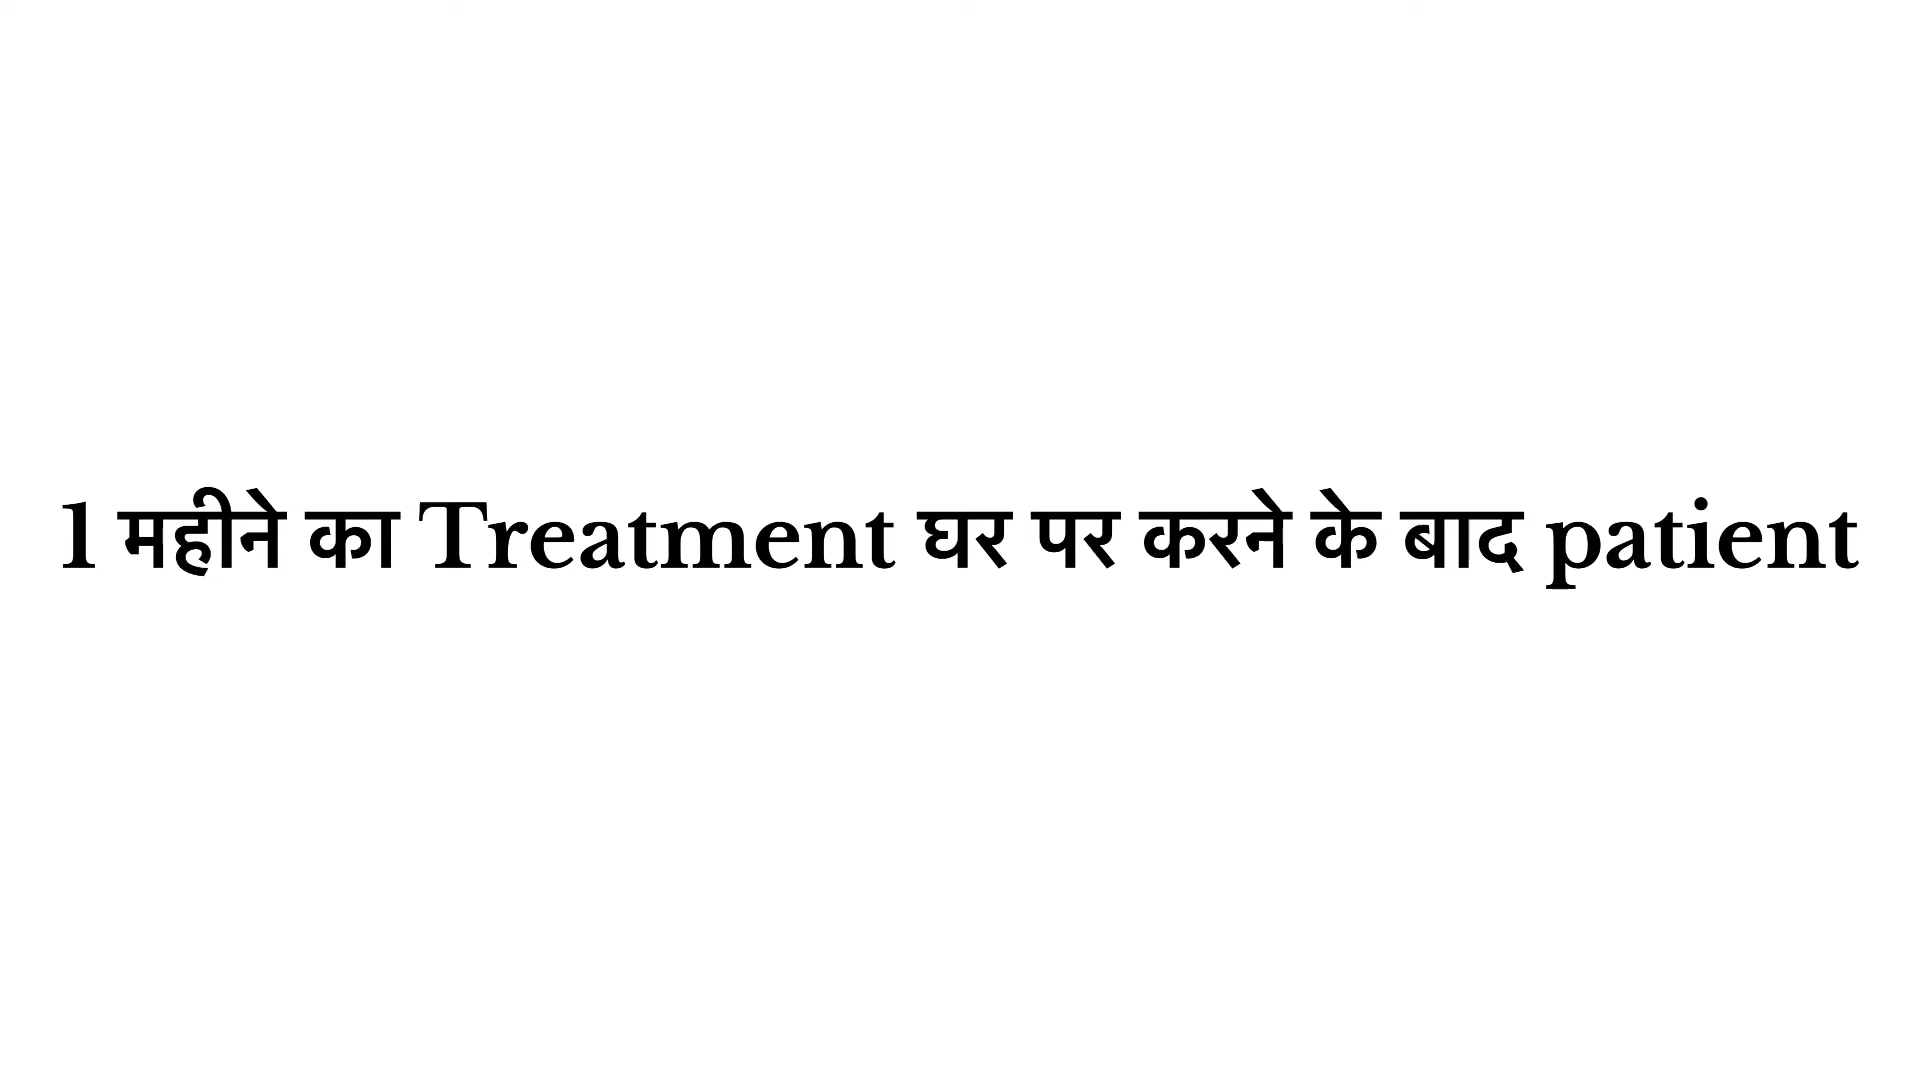 1 महीने का Treatment घर पर करने के बाद patient